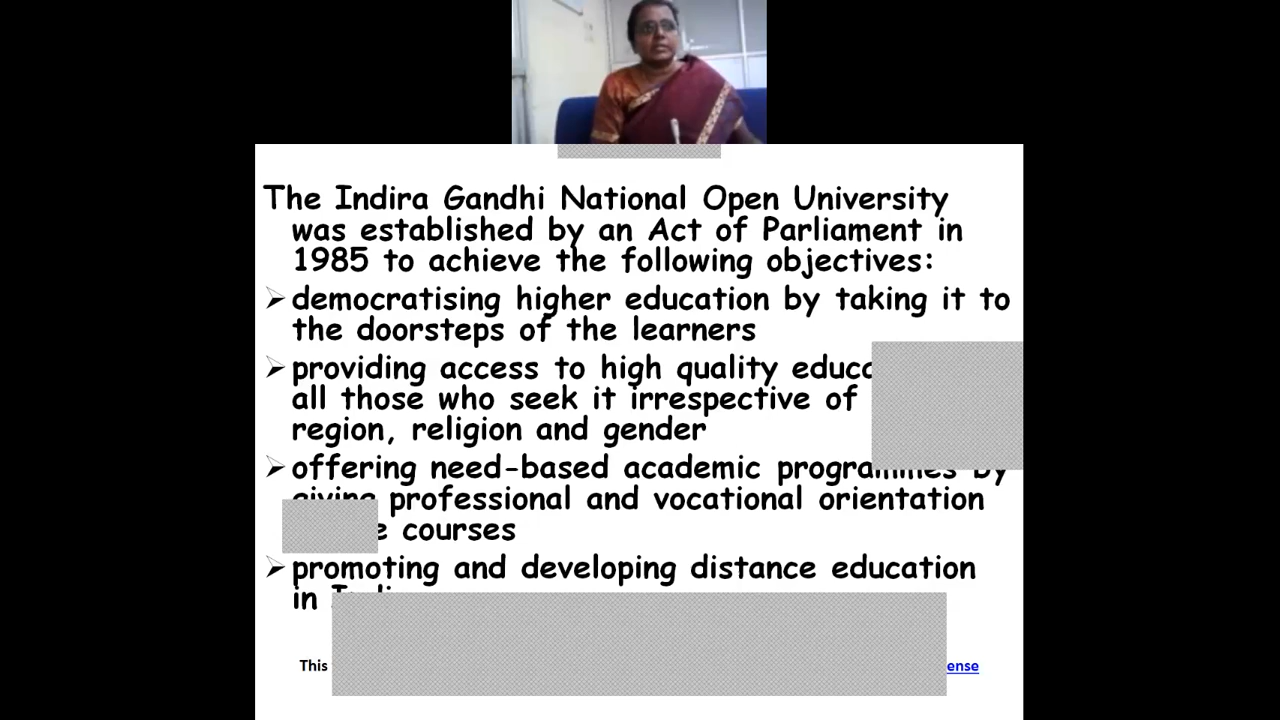 The Indira Gandhi National Open University
was established by an Act of Parliament in
1985 to achieve the following objectives:
➢ democratising higher education by taking it to
the doorsteps of the learners
➢ providing access to high quality
all those who seek it irrespective of
region, religion and gender
➢ offering need-based academic programmes by
giving professional and vocational orientation
courses
➢ promoting and developing distance education
in
This